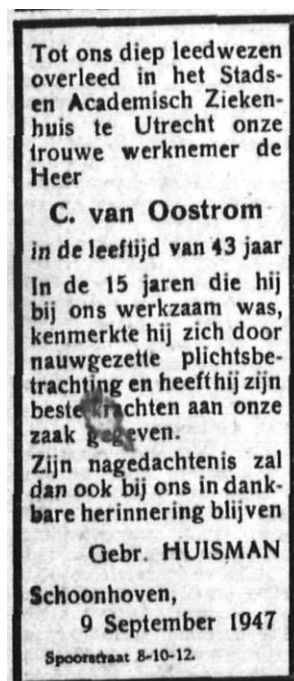 Tot ons diep leedwezen
overleed in het Stads-
en Academisch Zieken-
huis te Utrecht onze
trouwe werknemer de
Heer
C. van Oostrom
in de leeftijd van 43 jaar
In de 15 jaren die hij
bij ons werkzaam was,
kenmerkte hij zich door
nauwgezette plichtsbe-
trachting en heeft hij zijn
beste krachten aan onze
zaak gegeven.
Zijn nagedachtenis zal
dan ook bij ons in dank-
bare herinnering blijven
Gebr. HUISMAN
Schoonhoven,
9 September 1947
Spoorstraat 8-10-12.